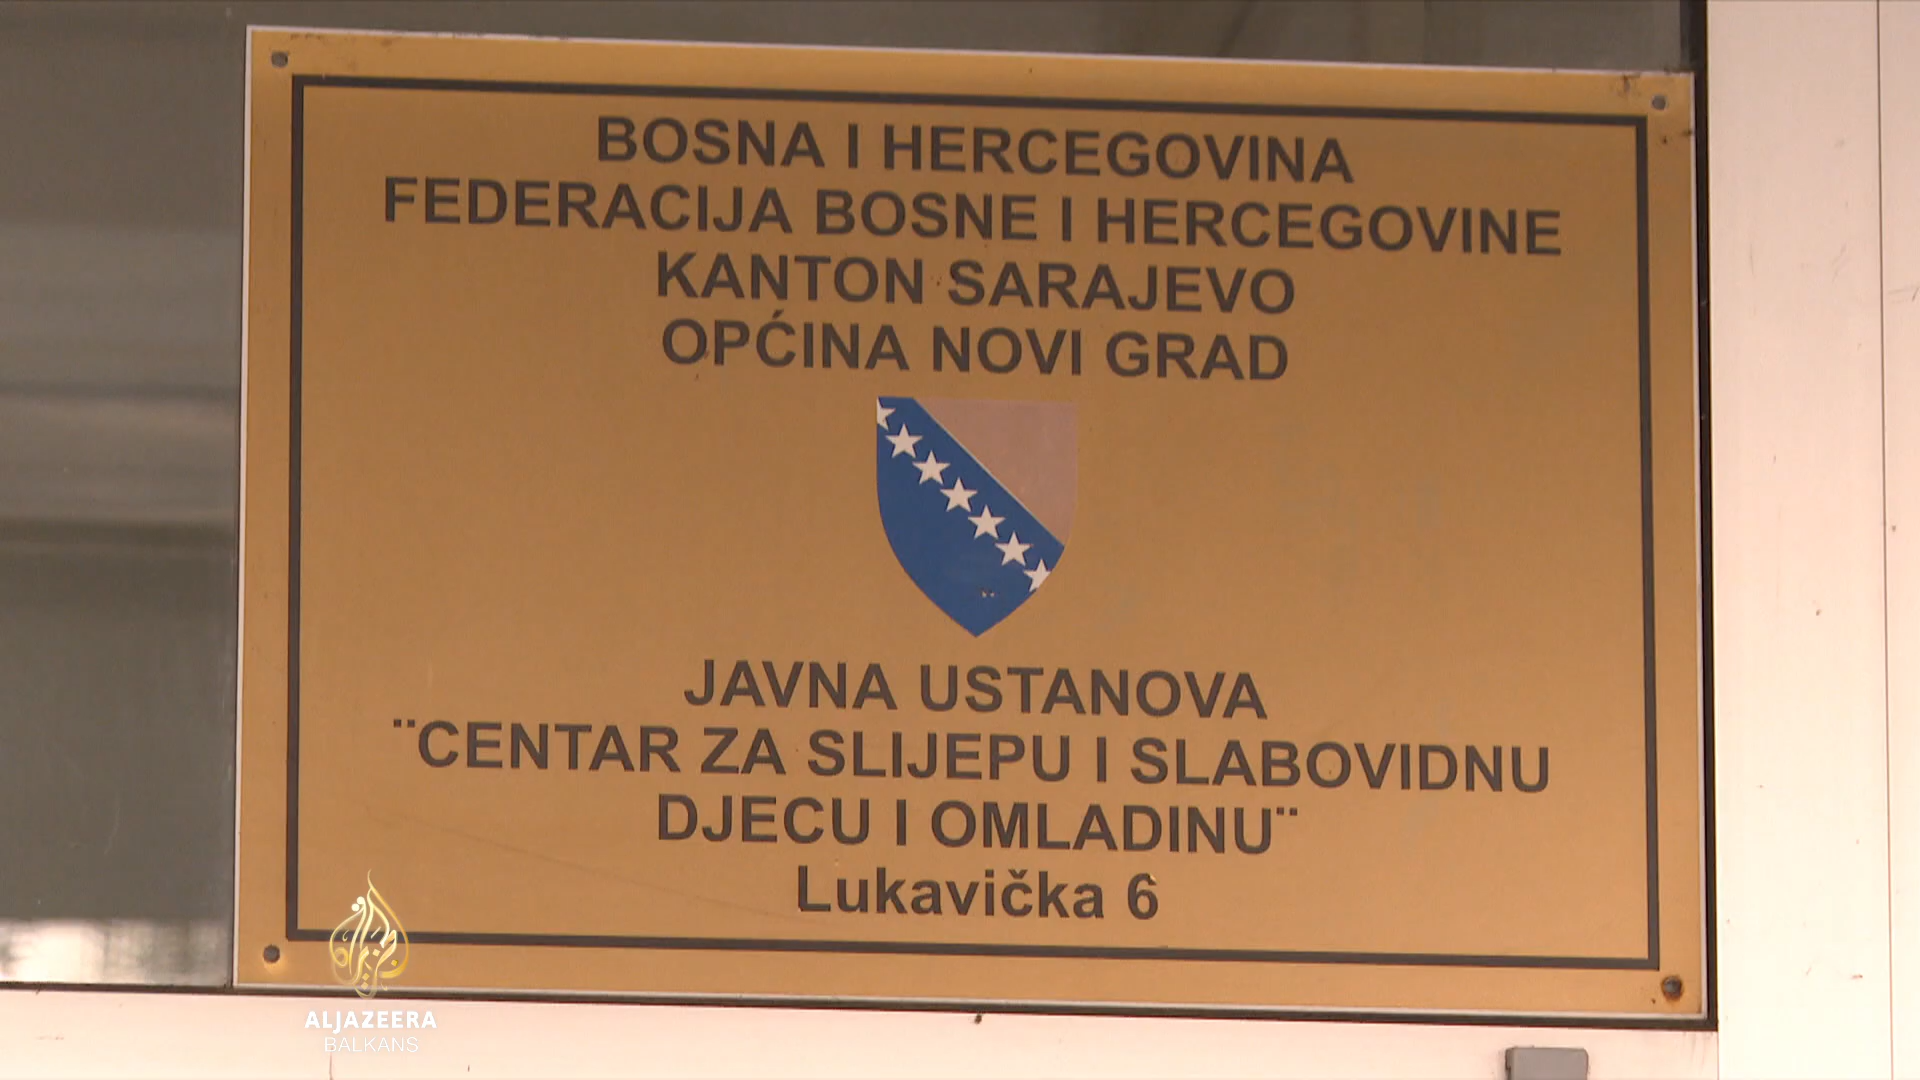 BOSNA I HERCEGOVINA
FEDERACIJA BOSNE I HERCEGOVINE
KANTON SARAJEVO
OPĆINA NOVI GRAD
JAVNA USTANOVA
¨CENTAR ZA SLIJEPU I SLABOVIDNU
DJECU I OMLADINU¨
Lukavička 6
ALJAZEERA
BALKANS